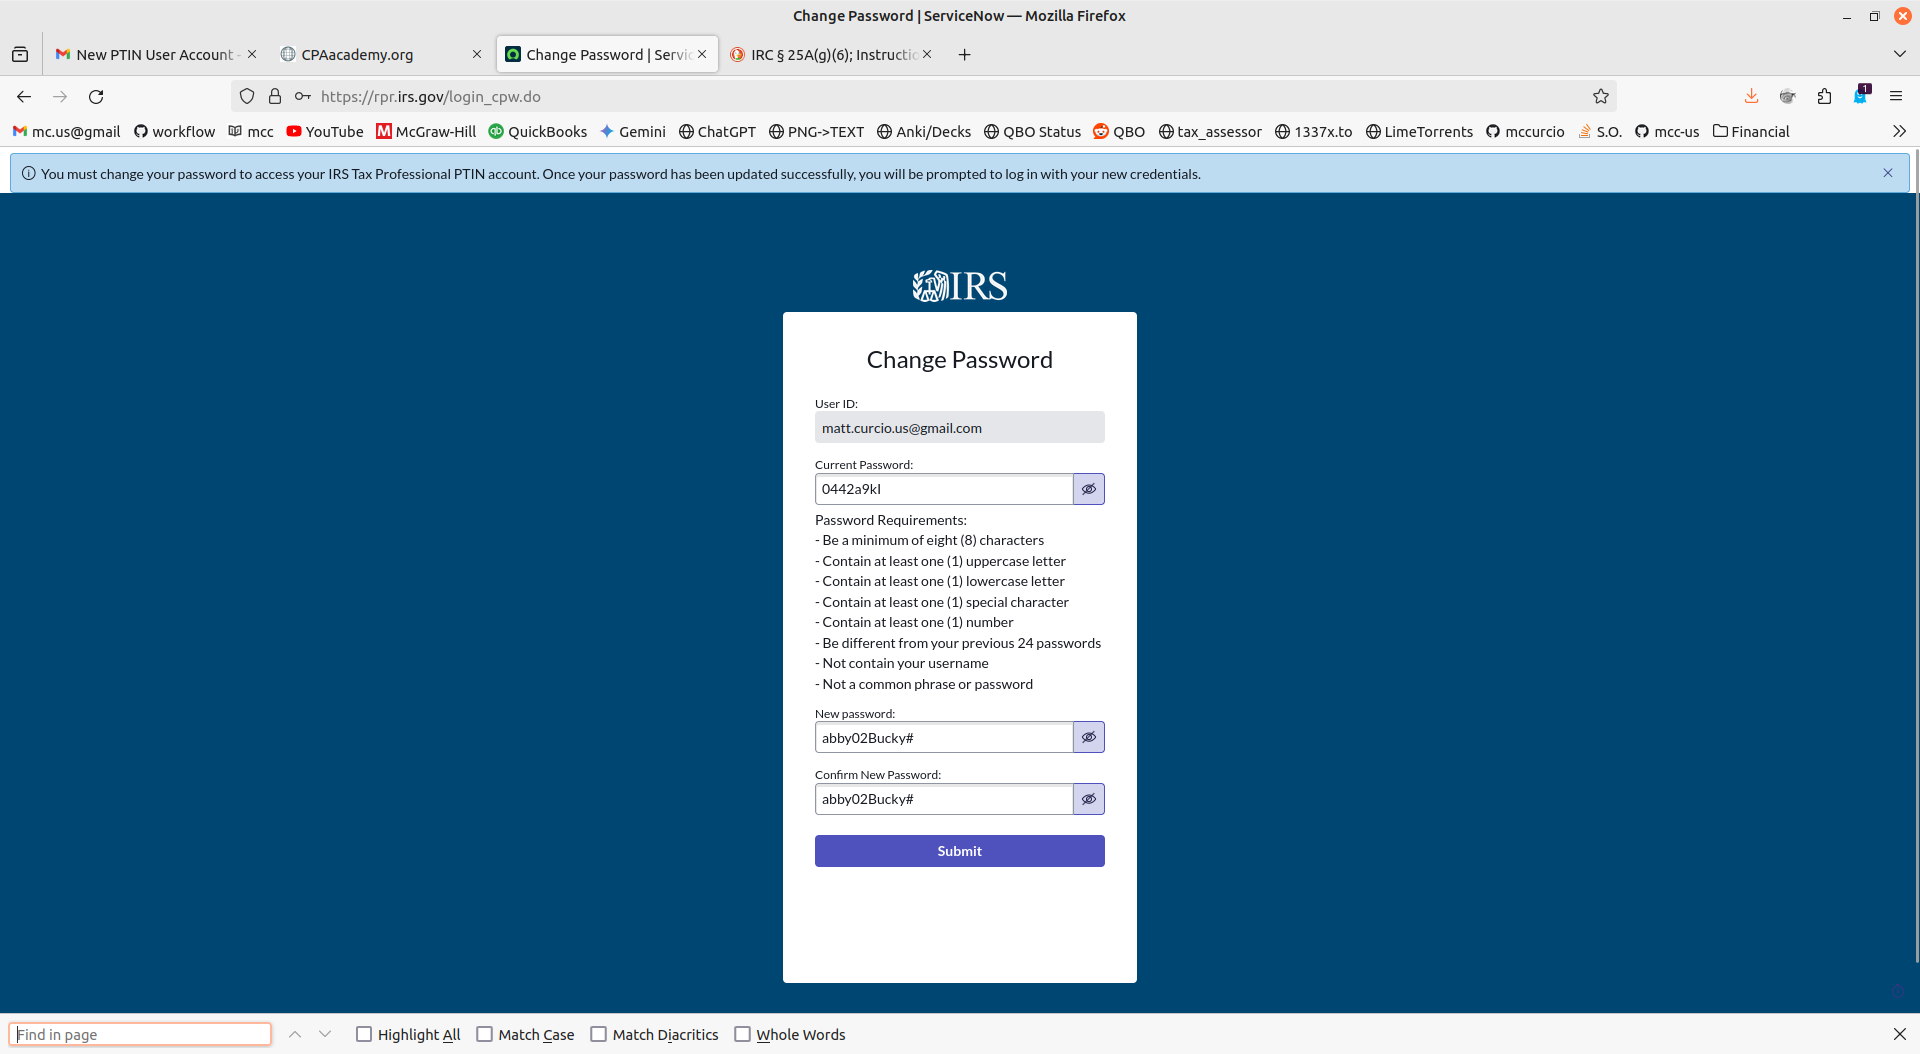 Change Password | ServiceNow — Mozilla Firefox
New PTIN User Account -
CPAacademy.org
Change Password | Servic
IRC § 25A(g)(6); Instructio
https://rpr.irs.gov/login_cpw.do
1
mc.us@gmail
workflow
mcc
YouTube
McGraw-Hill
QuickBooks
Gemini
ChatGPT
PNG->TEXT
Anki/Decks
QBO Status
QBO
tax_assessor
1337x.to
LimeTorrents
mccurcio
S.O.
mcc-us
Financial
You must change your password to access your IRS Tax Professional PTIN account. Once your password has been updated successfully, you will be prompted to log in with your new credentials.
IRS
Change Password
User ID:
matt.curcio.us@gmail.com
Current Password:
0442a9kI
Password Requirements:
- Be a minimum of eight (8) characters
- Contain at least one (1) uppercase letter
- Contain at least one (1) lowercase letter
- Contain at least one (1) special character
- Contain at least one (1) number
- Be different from your previous 24 passwords
- Not contain your username
- Not a common phrase or password
New password:
abby02Bucky#
Confirm New Password:
abby02Bucky#
Submit
Find in page
Highlight All
Match Case
Match Diacritics
Whole Words